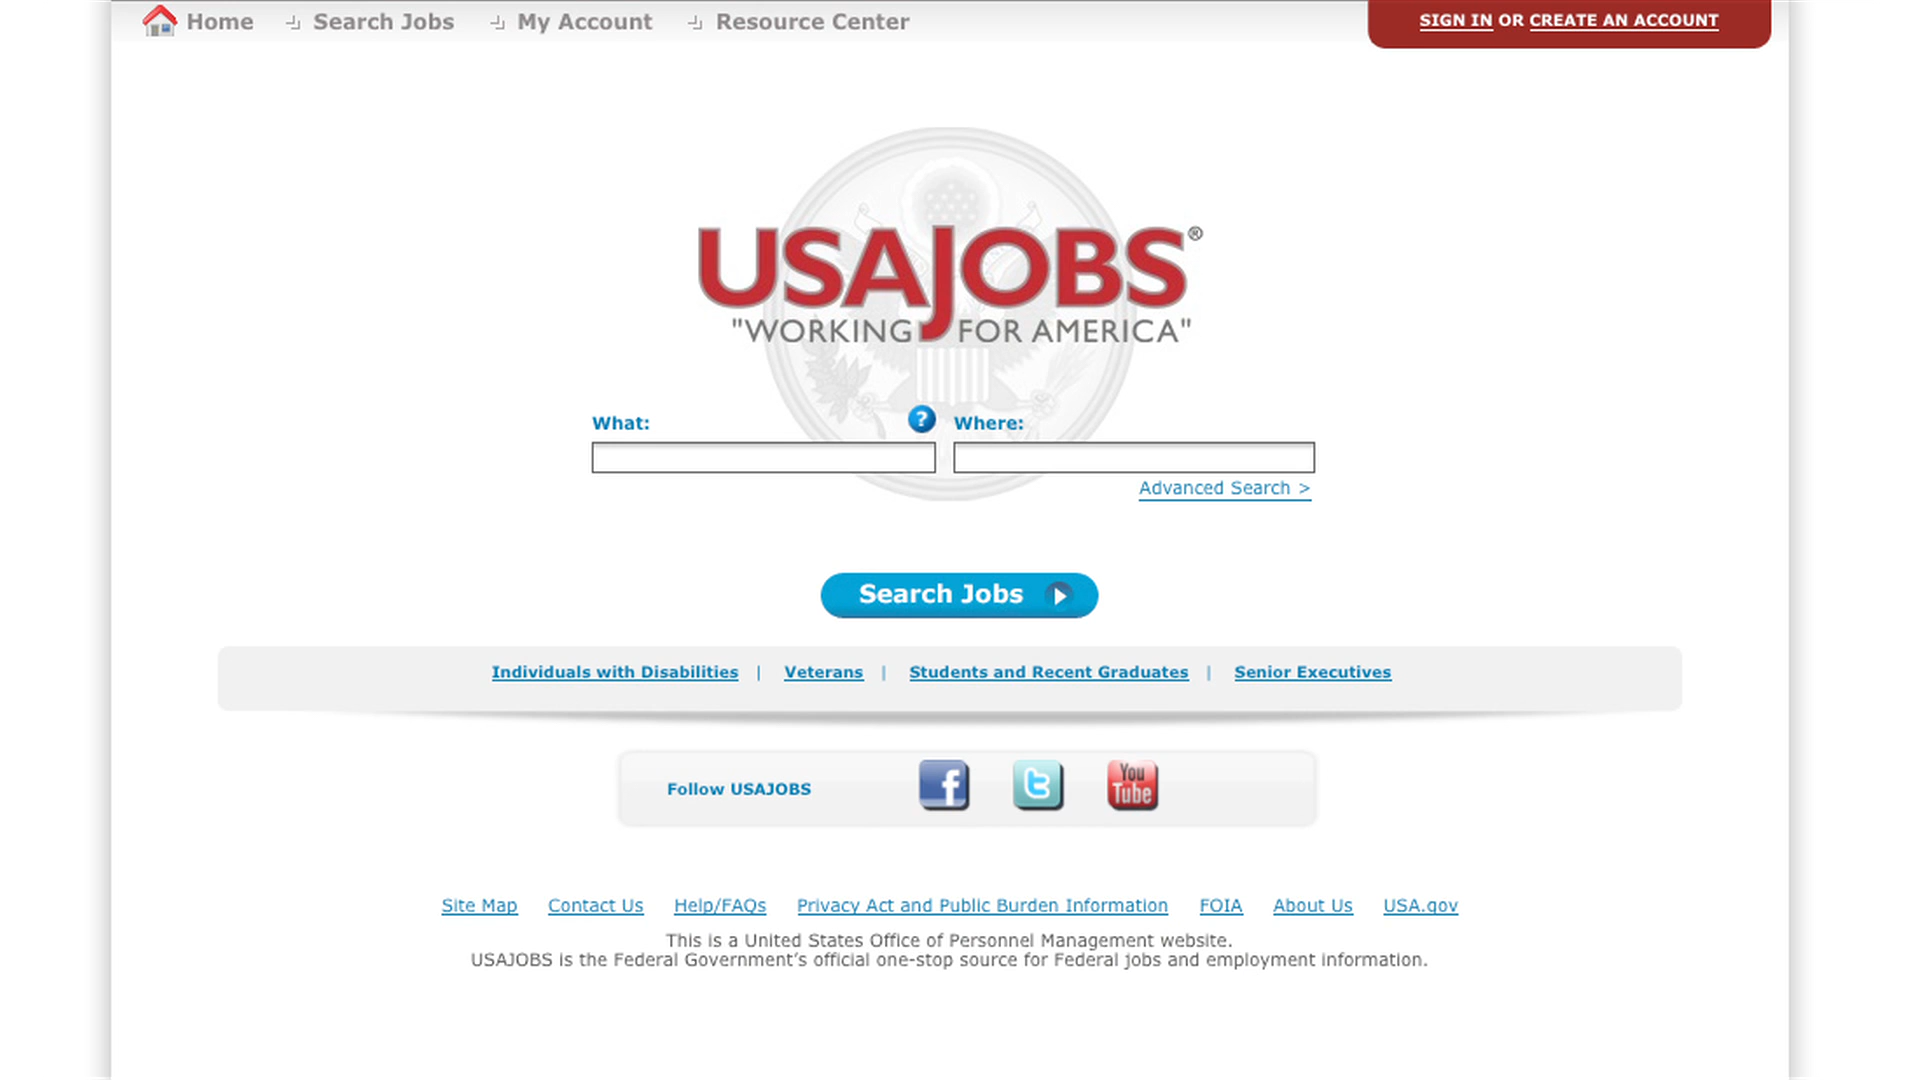 Home Search Jobs My Account Resource Center SIGN IN OR CREATE AN ACCOUNT
USAJOBS®
"WORKING FOR AMERICA"
What: ? Where:
Advanced Search >
Search Jobs
Individuals with Disabilities | Veterans | Students and Recent Graduates | Senior Executives
Follow USAJOBS f t You Tube
Site Map Contact Us Help/FAQs Privacy Act and Public Burden Information FOIA About Us USA.gov
This is a United States Office of Personnel Management website.
USAJOBS is the Federal Government’s official one-stop source for Federal jobs and employment information.